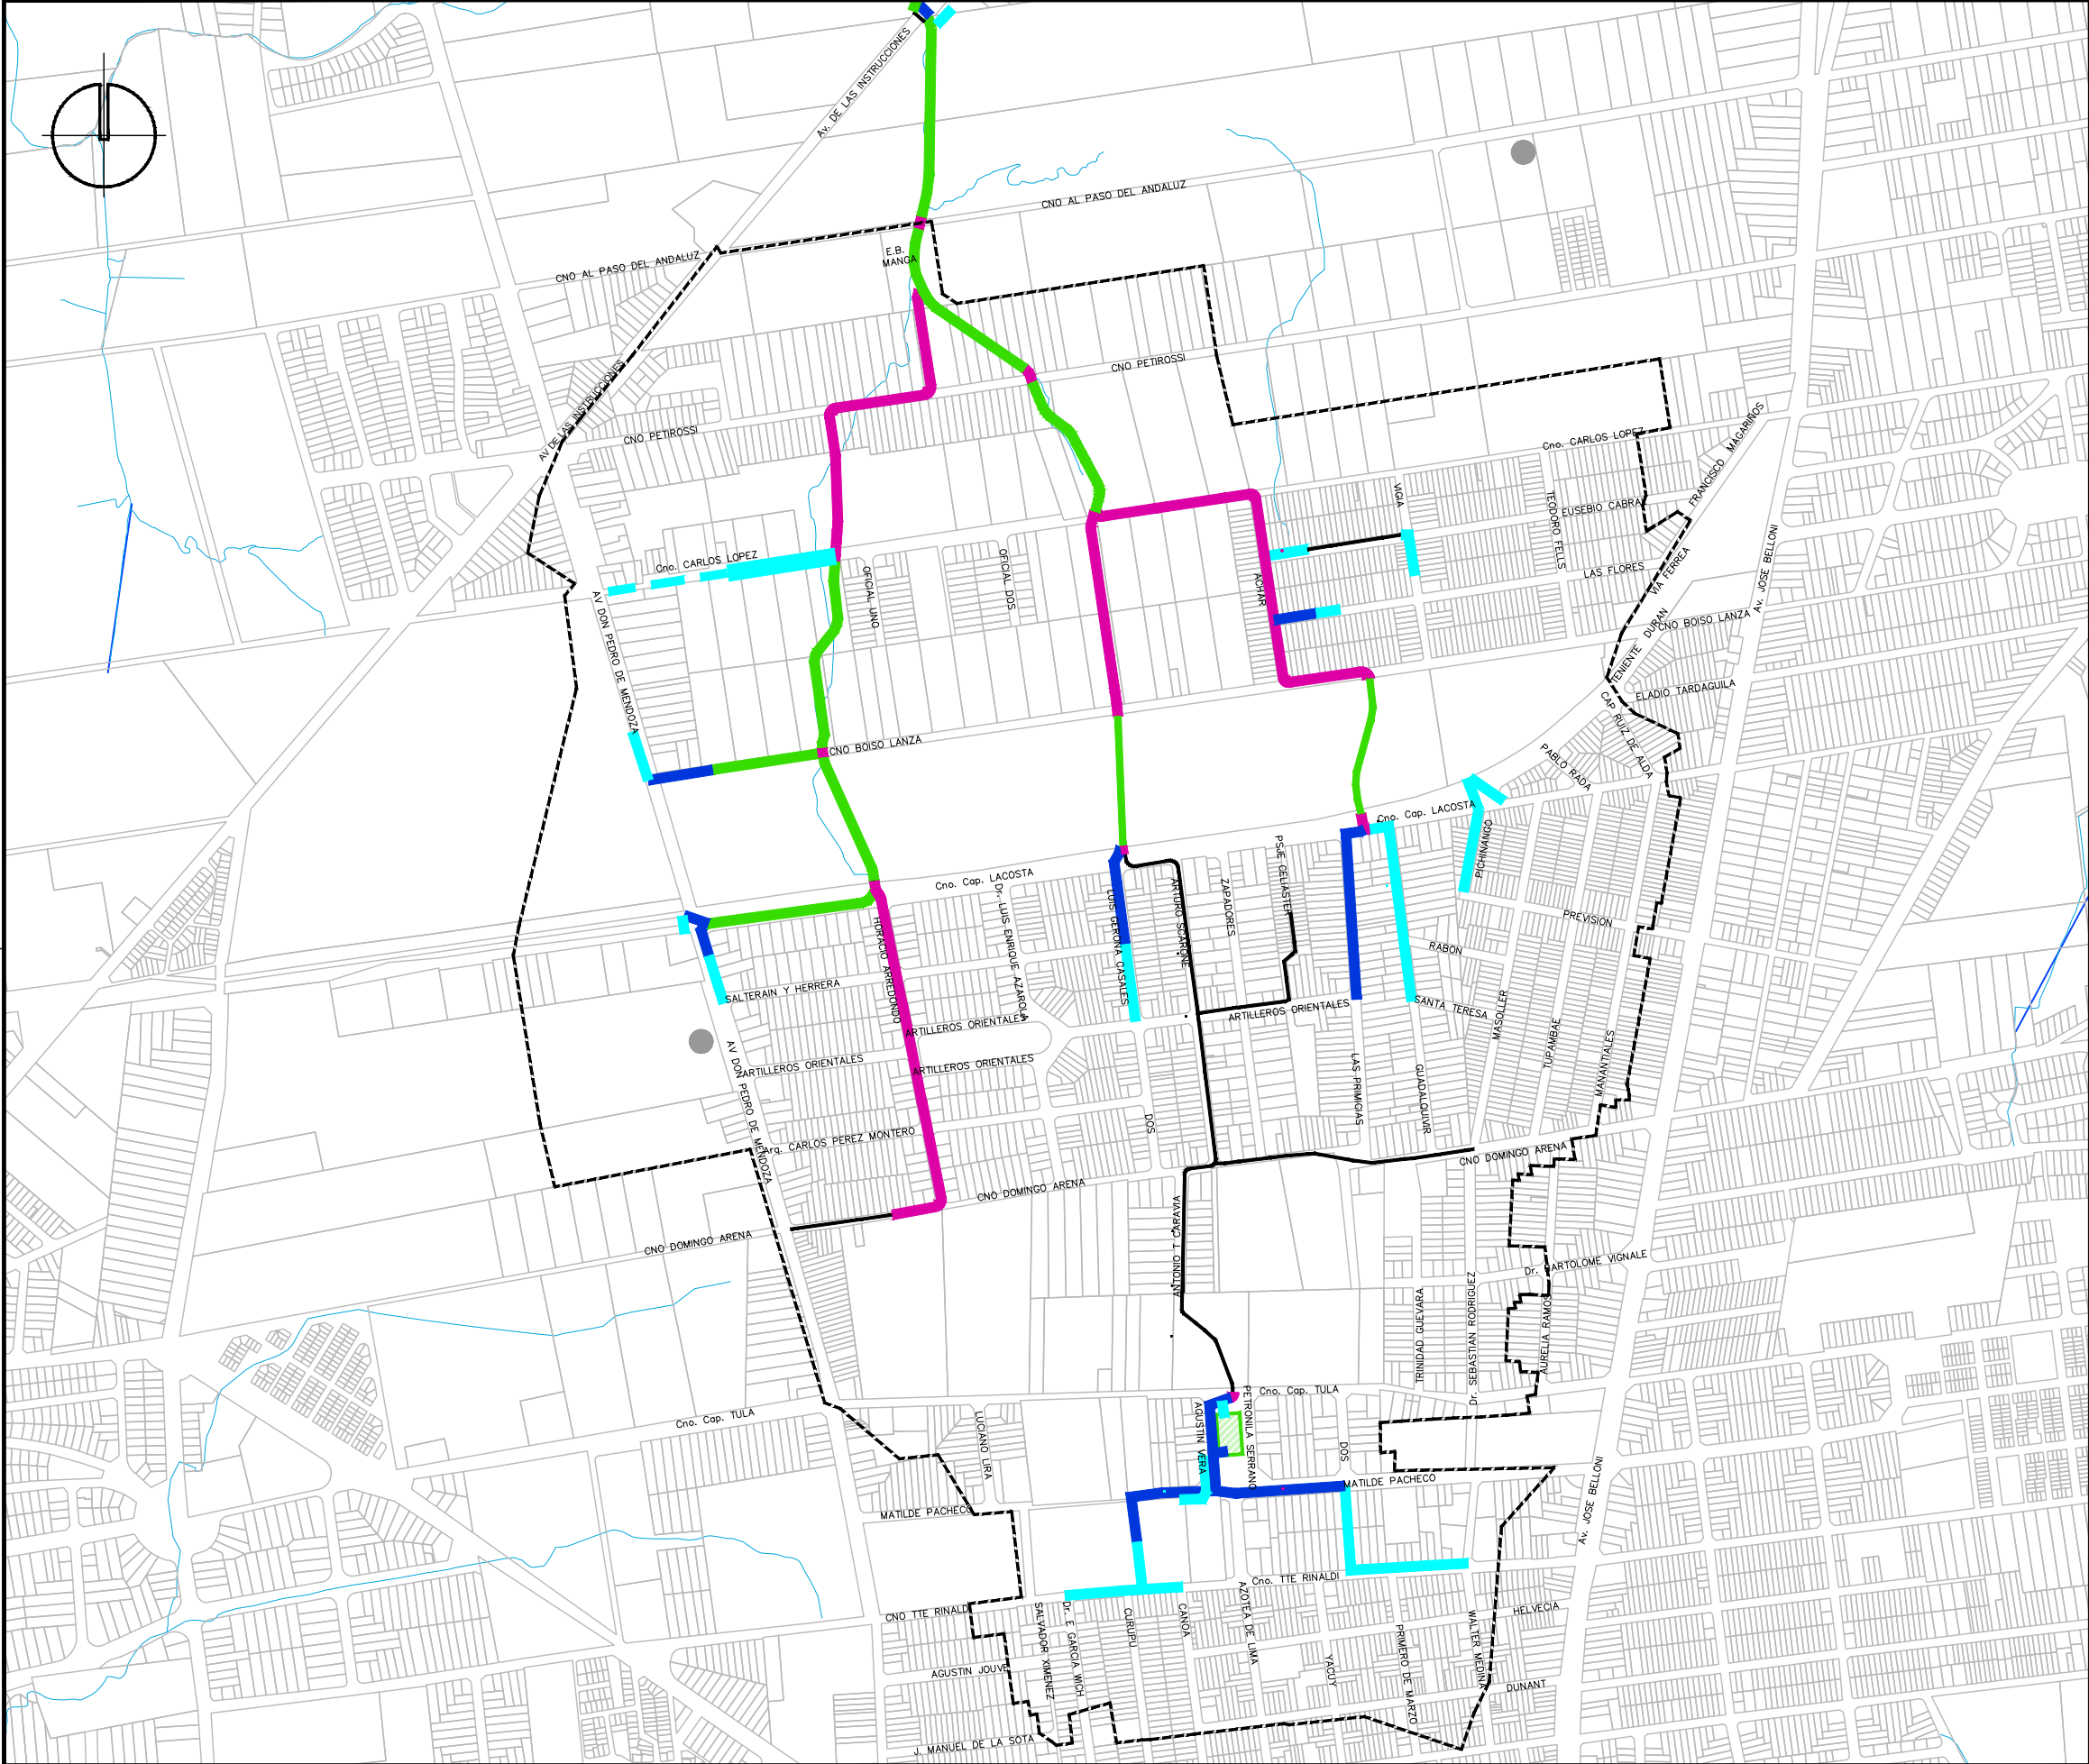 Av. DE LAS INSTRUCCIONES
CNO AL PASO DEL ANDALUZ
E.B.
MANGA
CNO AL PASO DEL ANDALUZ
CNO PETIROSSI
AV DE LAS INSTRUCCIONES
CNO PETIROSSI
FRANCISCO MAGARIÑOS
Cno. CARLOS LOPEZ
VIGIA
TEODORO FELLS
EUSEBIO CABRAL
Cno. CARLOS LOPEZ
OFICIAL UNO
OFICIAL DOS
ACHAR
LAS FLORES
VIA FERREA
Av. JOSE BELLONI
AV DON PEDRO DE MENDOZA
CNO BOISO LANZA
TENIENTE DURAN
ELADIO TARDAGUILA
CAP RUIZ DE ALDA
CNO BOISO LANZA
PABLO RADA
Cno. Cap. LACOSTA
PICHINANGO
Cno. Cap. LACOSTA
PSJE CELIASTER
ZAPADORES
ARTURO SCARONE
LUIS GERONA CASALES
Dr. LUIS ENRIQUE AZAROLA
HORACIO ARREDONDO
PREVISION
RABON
SALTERAIN Y HERRERA
SANTA TERESA
ARTILLEROS ORIENTALES
ARTILLEROS ORIENTALES
MASOLLER
TUPAMBAE
MANANTIALES
ARTILLEROS ORIENTALES
ARTILLEROS ORIENTALES
AV DON PEDRO DE MENDOZA
LAS PRIMICIAS
GUADALQUIVIR
DOS
Arq. CARLOS PEREZ MONTERO
CNO DOMINGO ARENA
CNO DOMINGO ARENA
CNO DOMINGO ARENA
ANTONIO T CARAVIA
Dr. BARTOLOME VIGNALE
TRINIDAD GUEVARA
Dr. SEBASTIAN RODRIGUEZ
AURELIA RAMOS
Cno. Cap. TULA
Cno. Cap. TULA
LUCIANO LIRA
AGUSTIN VERA
PETRONILA SERRANO
DOS
MATILDE PACHECO
MATILDE PACHECO
Av. JOSE BELLONI
Cno. TTE RINALDI
CNO TTE RINALDI
SALVADOR XIMENEZ
Dr. E GARCIA WICH
CURUPU
CANOA
AZOTEA DE LIMA
YACUY
PRIMERO DE MARZO
WALTER MEDINA
HELVECIA
DUNANT
AGUSTIN JOUVE
J. MANUEL DE LA SOTA